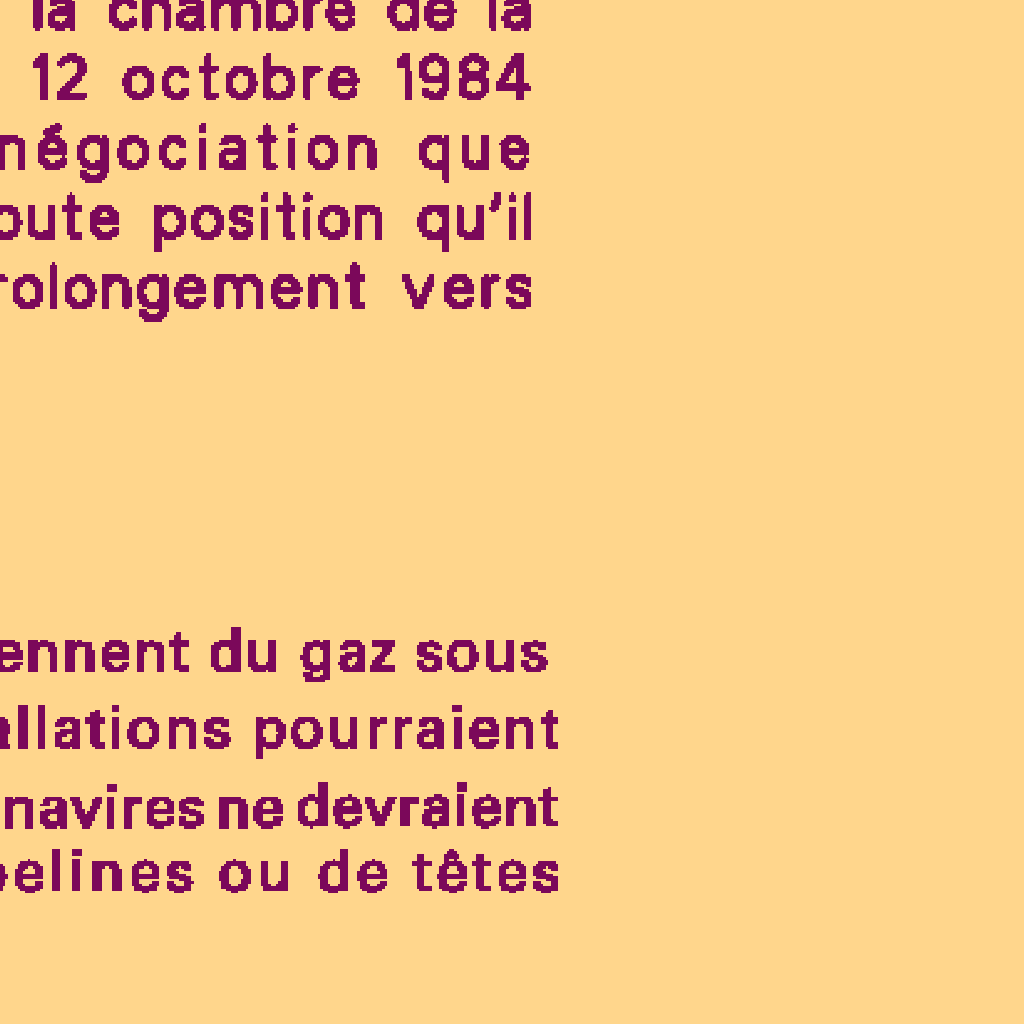 la chambre de la
12 octobre 1984
négociation que
oute position qu'il
rolongement vers
ennent du gaz sous
allations pourraient
navires ne devraient
pelines ou de têtes